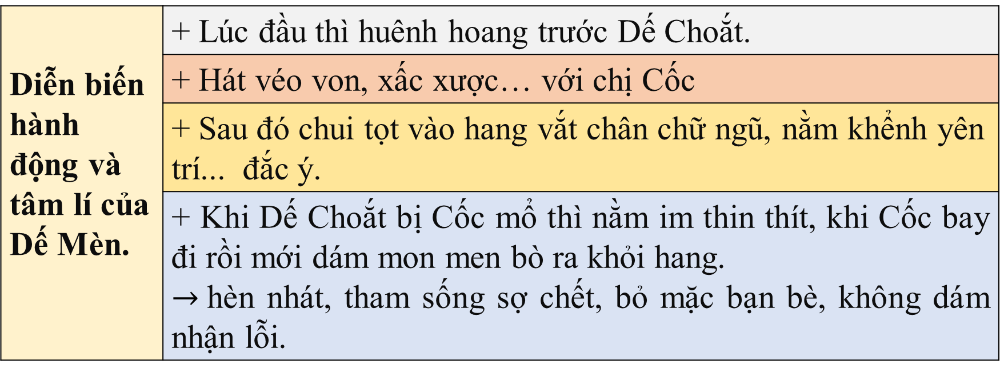 Diễn biến
hành
động và
tâm lí của
Dế Mèn.
+ Lúc đầu thì huênh hoang trước Dế Choắt.
+ Hát véo von, xấc xược… với chị Cốc
+ Sau đó chui tọt vào hang vắt chân chữ ngũ, nằm khểnh yên
trí... đắc ý.
+ Khi Dế Choắt bị Cốc mổ thì nằm im thin thít, khi Cốc bay
đi rồi mới dám mon men bò ra khỏi hang.
→ hèn nhát, tham sống sợ chết, bỏ mặc bạn bè, không dám
nhận lỗi.